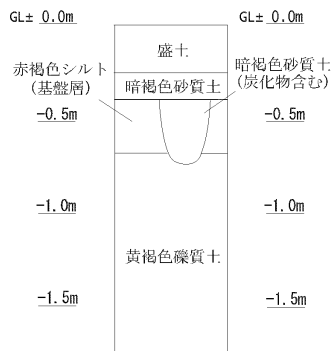 GL± 0.0m
GL± 0.0m
盛土
赤褐色シルト
(基盤層)
暗褐色砂質土
暗褐色砂質土
(炭化物含む)
-0.5m
-0.5m
-1.0m
-1.0m
黄褐色礫質土
-1.5m
-1.5m